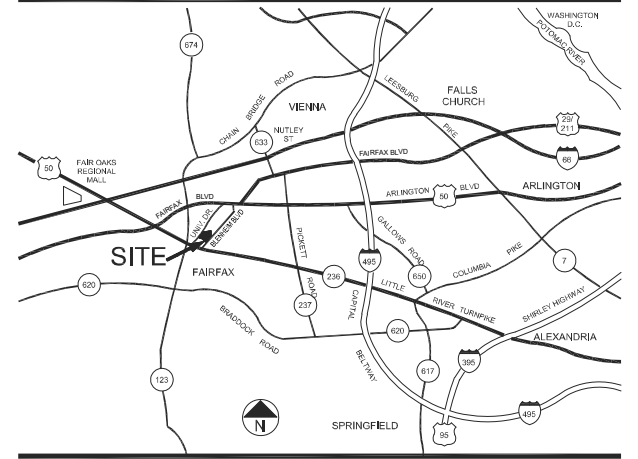 WASHINGTON
D.C.
POTOMAC RIVER
674
CHAIN BRIDGE ROAD
VIENNA
LEESBURG PIKE
FALLS
CHURCH
29/
211
633
NUTLEY
ST
FAIRFAX BLVD
66
50
FAIR OAKS
REGIONAL
MALL
ARLINGTON BLVD
50
ARLINGTON
FAIRFAX BLVD
UNIV. DR.
BLENHEIM BLVD
PICKETT ROAD
GALLOWS ROAD
SITE
FAIRFAX
495
650
COLUMBIA PIKE
7
236
LITTLE RIVER TURNPIKE
SHIRLEY HIGHWAY
620
237
CAPITAL BELTWAY
BRADDOCK ROAD
620
ALEXANDRIA
395
123
617
495
N
SPRINGFIELD
95